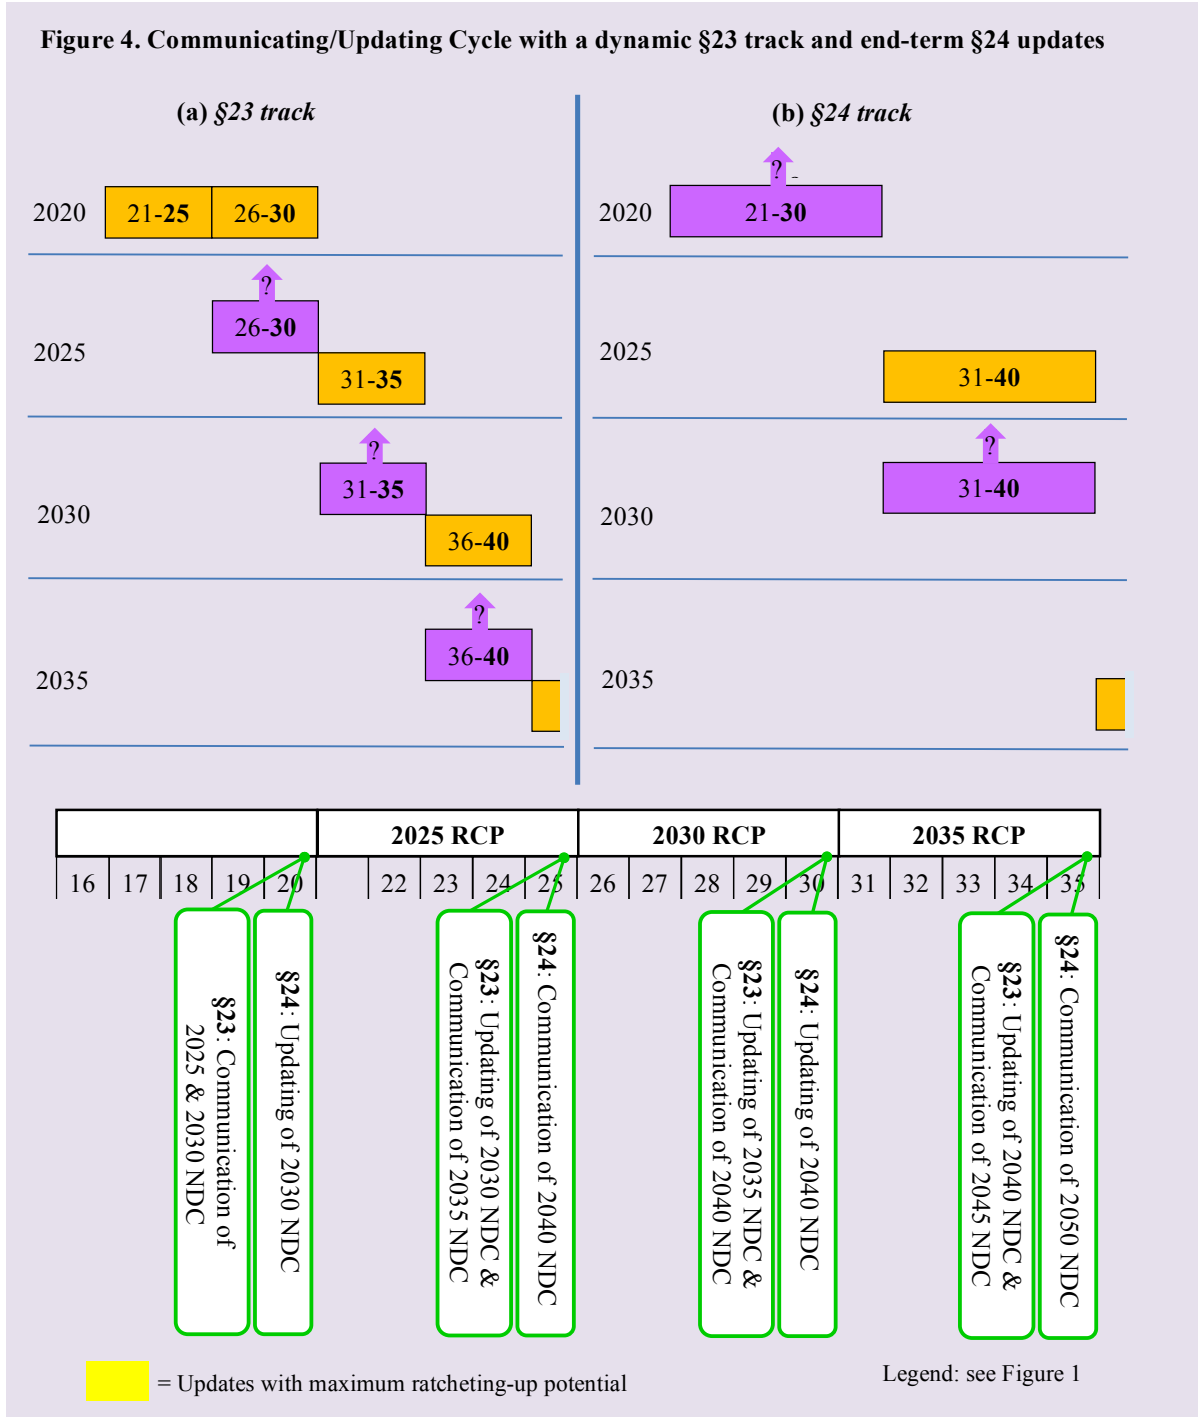 Figure 4. Communicating/Updating Cycle with a dynamic §23 track and end-term §24 updates
(a) §23 track
2020
21-25
26-30
2025
?
26-30
31-35
2030
?
31-35
36-40
2035
?
36-40
(b) §24 track
2020
?
21-30
2025
31-40
2030
?
31-40
2035
2025 RCP
2030 RCP
2035 RCP
16 17 18 19 20 22 23 24 25 26 27 28 29 30 31 32 33 34 35
§23: Communication of
2025 & 2030 NDC
§24: Updating of 2030 NDC
§23: Updating of 2030 NDC &
Communication of 2035 NDC
§24: Communication of 2040 NDC
§23: Updating of 2035 NDC &
Communication of 2040 NDC
§24: Updating of 2040 NDC
§23: Updating of 2040 NDC &
Communication of 2045 NDC
§24: Communication of 2050 NDC
= Updates with maximum ratcheting-up potential
Legend: see Figure 1